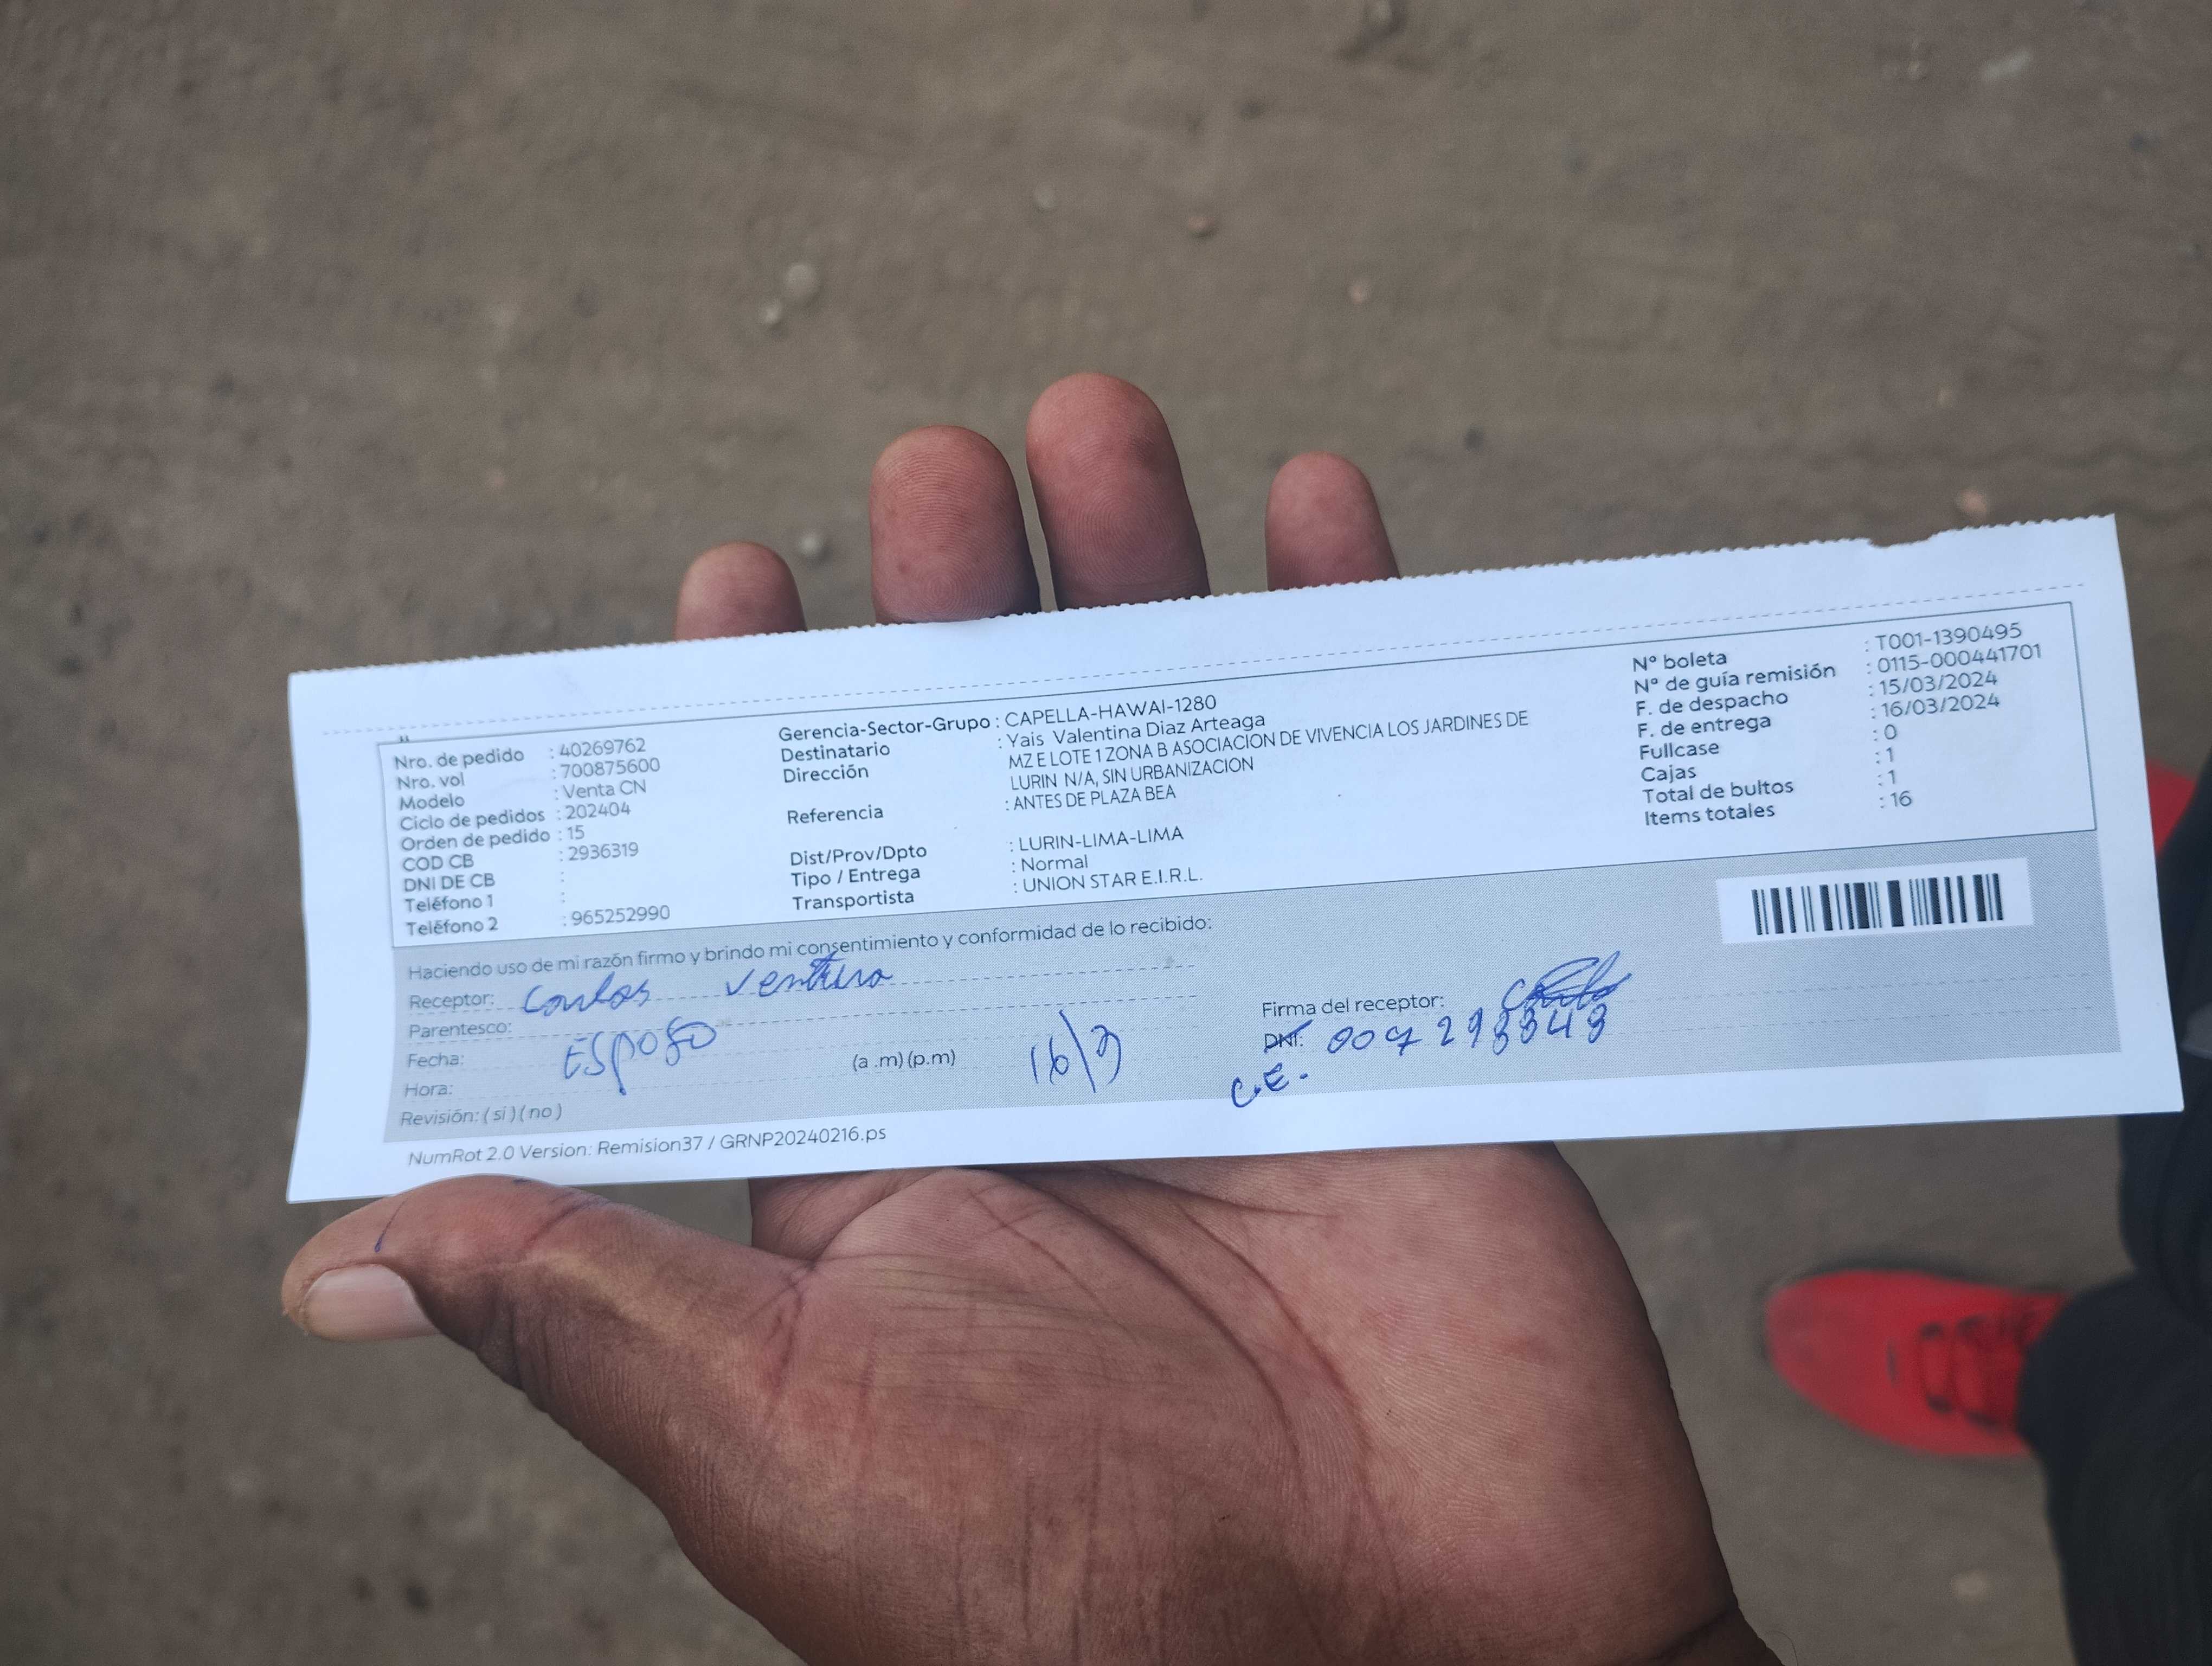 Nro. de pedido : 40269762
Nro. vol : 700875600
Modelo : Venta CN
Ciclo de pedidos : 202404
Orden de pedido : 15
COD CB : 2936319
DNI DE CB :
Teléfono 1 :
Teléfono 2 : 965252990
Gerencia-Sector-Grupo : CAPELLA-HAWAI-1280
Destinatario : Yais Valentina Diaz Arteaga
Dirección MZ E LOTE 1 ZONA B ASOCIACION DE VIVENCIA LOS JARDINES DE
LURIN N/A, SIN URBANIZACION
Referencia : ANTES DE PLAZA BEA
Dist/Prov/Dpto : LURIN-LIMA-LIMA
Tipo / Entrega : Normal
Transportista : UNION STAR E.I.R.L.
N° boleta : T001-1390495
N° de guía remisión : 0115-000441701
F. de despacho : 15/03/2024
F. de entrega : 16/03/2024
Fullcase : 0
Cajas : 1
Total de bultos : 1
Items totales : 16
Haciendo uso de mi razón firmo y brindo mi consentimiento y conformidad de lo recibido:
Receptor: Carlos Ventura
Parentesco: Esposo
Fecha: 16/3
Hora: (a .m) (p.m)
Revisión: ( si ) ( no )
Firma del receptor:
DNI:
C.E.
NumRot 2.0 Version: Remision37 / GRNP20240216.ps